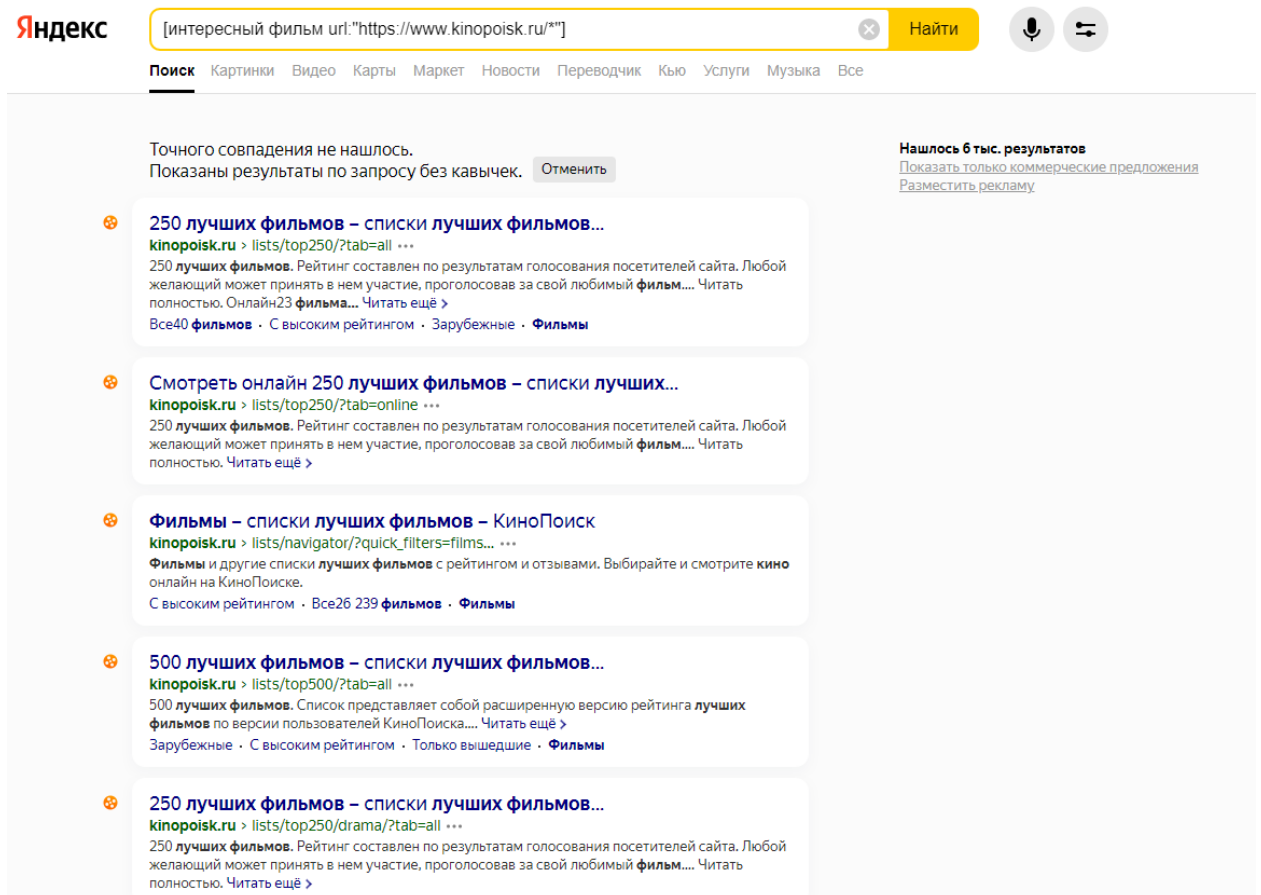 Яндекс
[интересный фильм url:"https://www.kinopoisk.ru/*"]
Найти
Поиск Картинки Видео Карты Маркет Новости Переводчик Кью Услуги Музыка Все
Точного совпадения не нашлось.
Показаны результаты по запросу без кавычек. Отменить
Нашлось 6 тыс. результатов
Показать только коммерческие предложения
Разместить рекламу
250 лучших фильмов – списки лучших фильмов...
kinopoisk.ru › lists/top250/?tab=all •••
250 лучших фильмов. Рейтинг составлен по результатам голосования посетителей сайта. Любой
желающий может принять в нем участие, проголосовав за свой любимый фильм.... Читать
полностью. Онлайн23 фильма... Читать ещё ›
Все40 фильмов · С высоким рейтингом · Зарубежные · Фильмы
Смотреть онлайн 250 лучших фильмов – списки лучших...
kinopoisk.ru › lists/top250/?tab=online •••
250 лучших фильмов. Рейтинг составлен по результатам голосования посетителей сайта. Любой
желающий может принять в нем участие, проголосовав за свой любимый фильм.... Читать
полностью. Читать ещё ›
Фильмы – списки лучших фильмов – КиноПоиск
kinopoisk.ru › lists/navigator/?quick_filters=films... •••
Фильмы и другие списки лучших фильмов с рейтингом и отзывами. Выбирайте и смотрите кино
онлайн на КиноПоиске.
С высоким рейтингом · Все26 239 фильмов · Фильмы
500 лучших фильмов – списки лучших фильмов...
kinopoisk.ru › lists/top500/?tab=all •••
500 лучших фильмов. Список представляет собой расширенную версию рейтинга лучших
фильмов по версии пользователей КиноПоиска.... Читать ещё ›
Зарубежные · С высоким рейтингом · Только вышедшие · Фильмы
250 лучших фильмов – списки лучших фильмов...
kinopoisk.ru › lists/top250/drama/?tab=all •••
250 лучших фильмов. Рейтинг составлен по результатам голосования посетителей сайта. Любой
желающий может принять в нем участие, проголосовав за свой любимый фильм.... Читать
полностью. Читать ещё ›